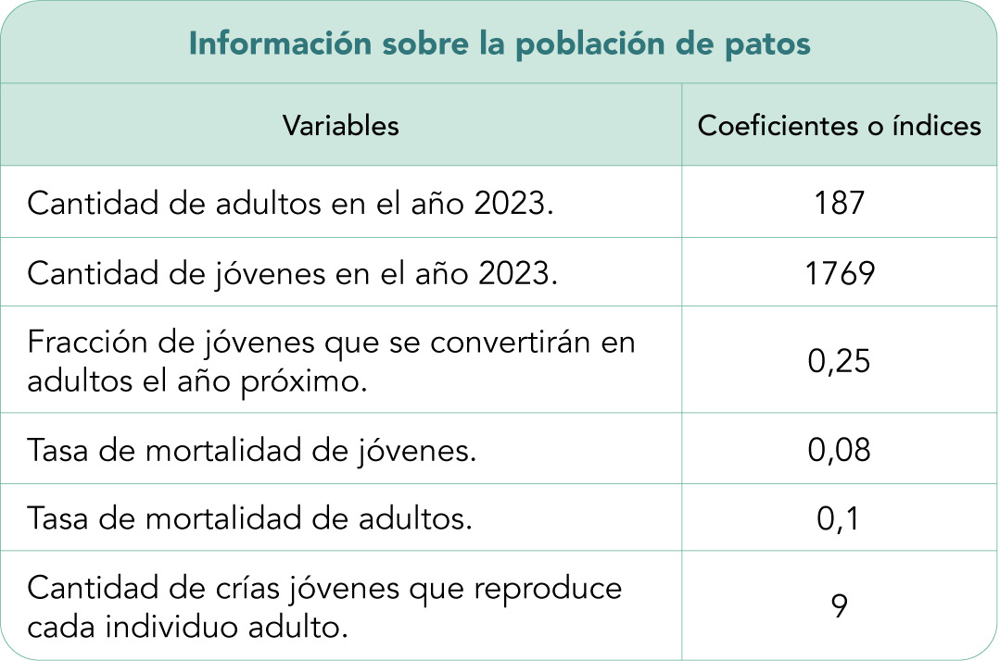 Información sobre la población de patos
Variables
Coeficientes o índices
Cantidad de adultos en el año 2023.
187
Cantidad de jóvenes en el año 2023.
1769
Fracción de jóvenes que se convertirán en
adultos el año próximo.
0,25
Tasa de mortalidad de jóvenes.
0,08
Tasa de mortalidad de adultos.
0,1
Cantidad de crías jóvenes que reproduce
cada individuo adulto.
9